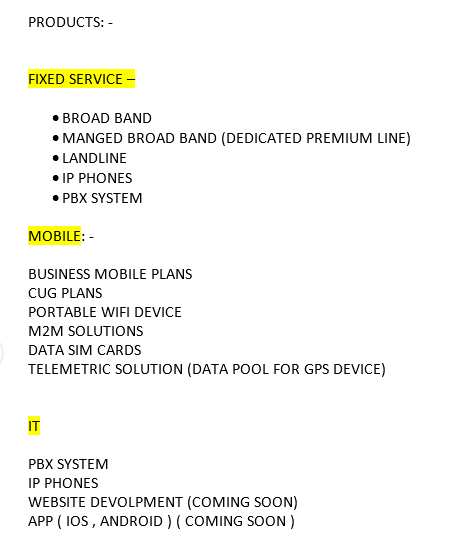 PRODUCTS: -
FIXED SERVICE –
• BROAD BAND
• MANGED BROAD BAND (DEDICATED PREMIUM LINE)
• LANDLINE
• IP PHONES
• PBX SYSTEM
MOBILE: -
BUSINESS MOBILE PLANS
CUG PLANS
PORTABLE WIFI DEVICE
M2M SOLUTIONS
DATA SIM CARDS
TELEMETRIC SOLUTION (DATA POOL FOR GPS DEVICE)
IT
PBX SYSTEM
IP PHONES
WEBSITE DEVOLPMENT (COMING SOON)
APP ( IOS , ANDROID ) ( COMING SOON )